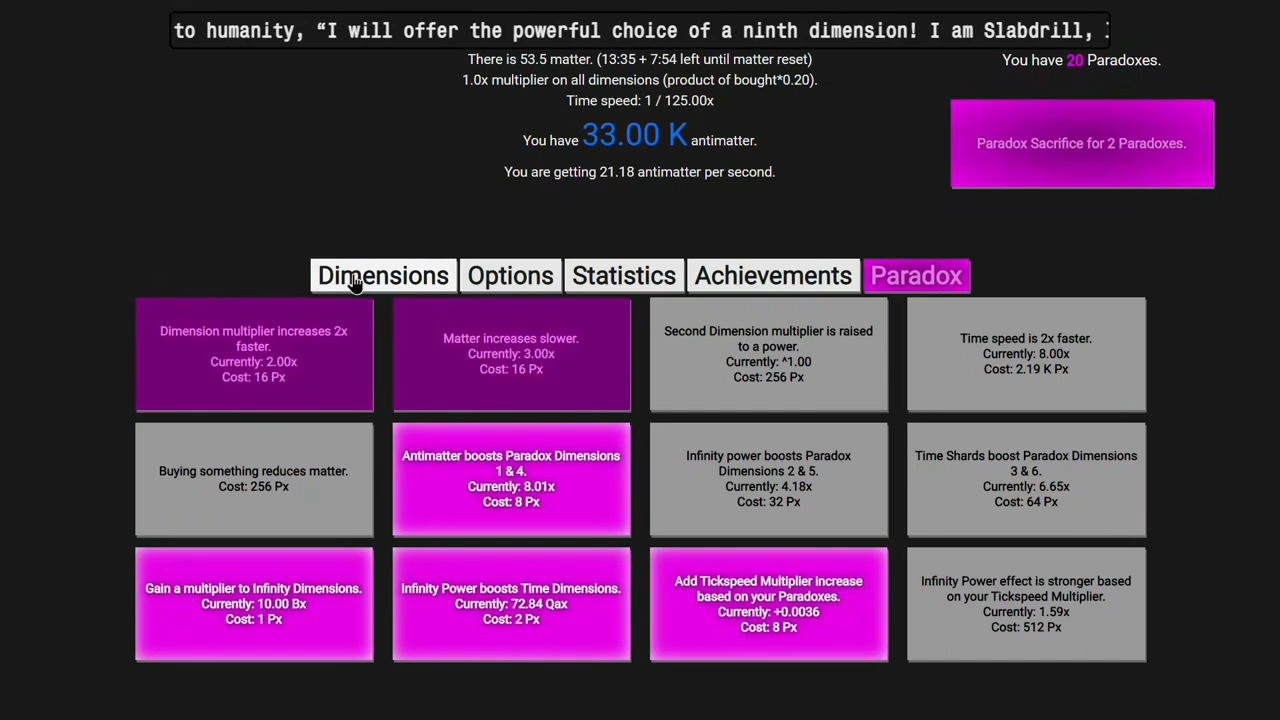 to humanity, “I will offer the powerful choice of a ninth dimension! I am Slabdrill,
There is 53.5 matter. (13:35 + 7:54 left until matter reset)
You have 20 Paradoxes.
1.0x multiplier on all dimensions (product of bought*0.20).
Time speed: 1 / 125.00x
You have 33.00 K antimatter.
Paradox Sacrifice for 2 Paradoxes.
You are getting 21.18 antimatter per second.
Dimensions
Options
Statistics
Achievements
Paradox
Dimension multiplier increases 2x
faster.
Currently: 2.00x
Cost: 16 Px
Matter increases slower.
Currently: 3.00x
Cost: 16 Px
Second Dimension multiplier is raised
to a power.
Currently: ^1.00
Cost: 256 Px
Time speed is 2x faster.
Currently: 8.00x
Cost: 2.19 K Px
Buying something reduces matter.
Cost: 256 Px
Antimatter boosts Paradox Dimensions
1 & 4.
Currently: 8.01x
Cost: 8 Px
Infinity power boosts Paradox
Dimensions 2 & 5.
Currently: 4.18x
Cost: 32 Px
Time Shards boost Paradox Dimensions
3 & 6.
Currently: 6.65x
Cost: 64 Px
Gain a multiplier to Infinity Dimensions.
Currently: 10.00 Bx
Cost: 1 Px
Infinity Power boosts Time Dimensions.
Currently: 72.84 Qax
Cost: 2 Px
Add Tickspeed Multiplier increase
based on your Paradoxes.
Currently: +0.0036
Cost: 8 Px
Infinity Power effect is stronger based
on your Tickspeed Multiplier.
Currently: 1.59x
Cost: 512 Px